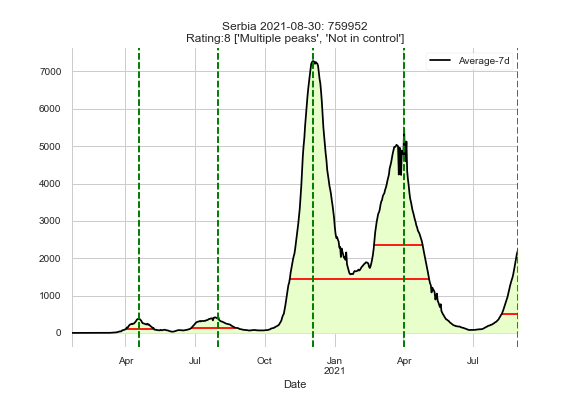 Serbia 2021-08-30: 759952
Rating:8 ['Multiple peaks', 'Not in control']
Average-7d
7000
6000
5000
4000
3000
2000
1000
0
Apr Jul Oct Jan Apr Jul
2021
Date